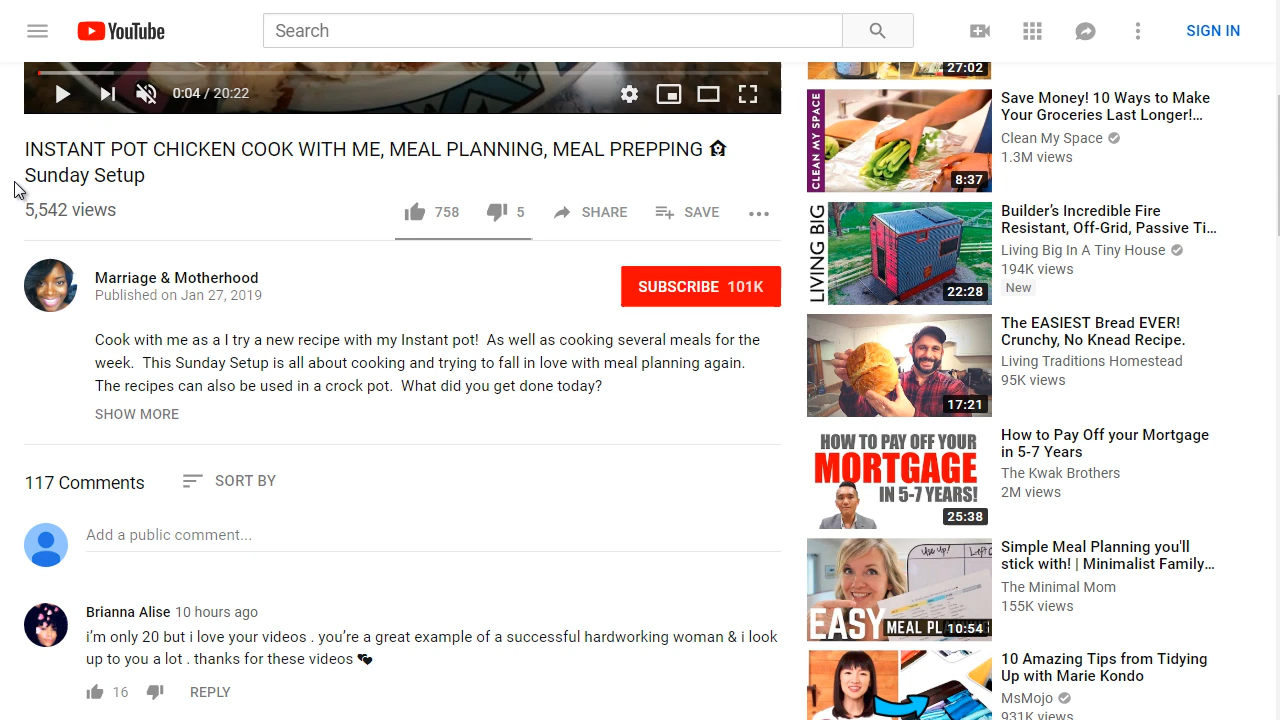 YouTube
Search
SIGN IN
0:04 / 20:22
INSTANT POT CHICKEN COOK WITH ME, MEAL PLANNING, MEAL PREPPING
Sunday Setup
5,542 views
758
5
SHARE
SAVE
Marriage & Motherhood
Published on Jan 27, 2019
SUBSCRIBE 101K
Cook with me as a I try a new recipe with my Instant pot! As well as cooking several meals for the
week. This Sunday Setup is all about cooking and trying to fall in love with meal planning again.
The recipes can also be used in a crock pot. What did you get done today?
SHOW MORE
117 Comments
SORT BY
Add a public comment...
Brianna Alise 10 hours ago
i'm only 20 but i love watching your videos . you're a great example of a successful hardworking woman & i look
up to you a lot . thanks for these videos 🖤
16
REPLY
27:02
CLEAN MY SPACE
8:37
Save Money! 10 Ways to Make
Your Groceries Last Longer!...
Clean My Space
1.3M views
LIVING BIG
22:28
Builder's Incredible Fire
Resistant, Off-Grid, Passive Ti...
Living Big In A Tiny House
194K views
New
17:21
The EASIEST Bread EVER!
Crunchy, No Knead Recipe.
Living Traditions Homestead
95K views
HOW TO PAY OFF YOUR
MORTGAGE
IN 5-7 YEARS!
25:38
How to Pay Off your Mortgage
in 5-7 Years
The Kwak Brothers
2M views
Use up!
EASY
MEAL PL
10:54
Simple Meal Planning you'll
stick with! | Minimalist Family...
The Minimal Mom
155K views
10 Amazing Tips from Tidying
Up with Marie Kondo
MsMojo
931K views